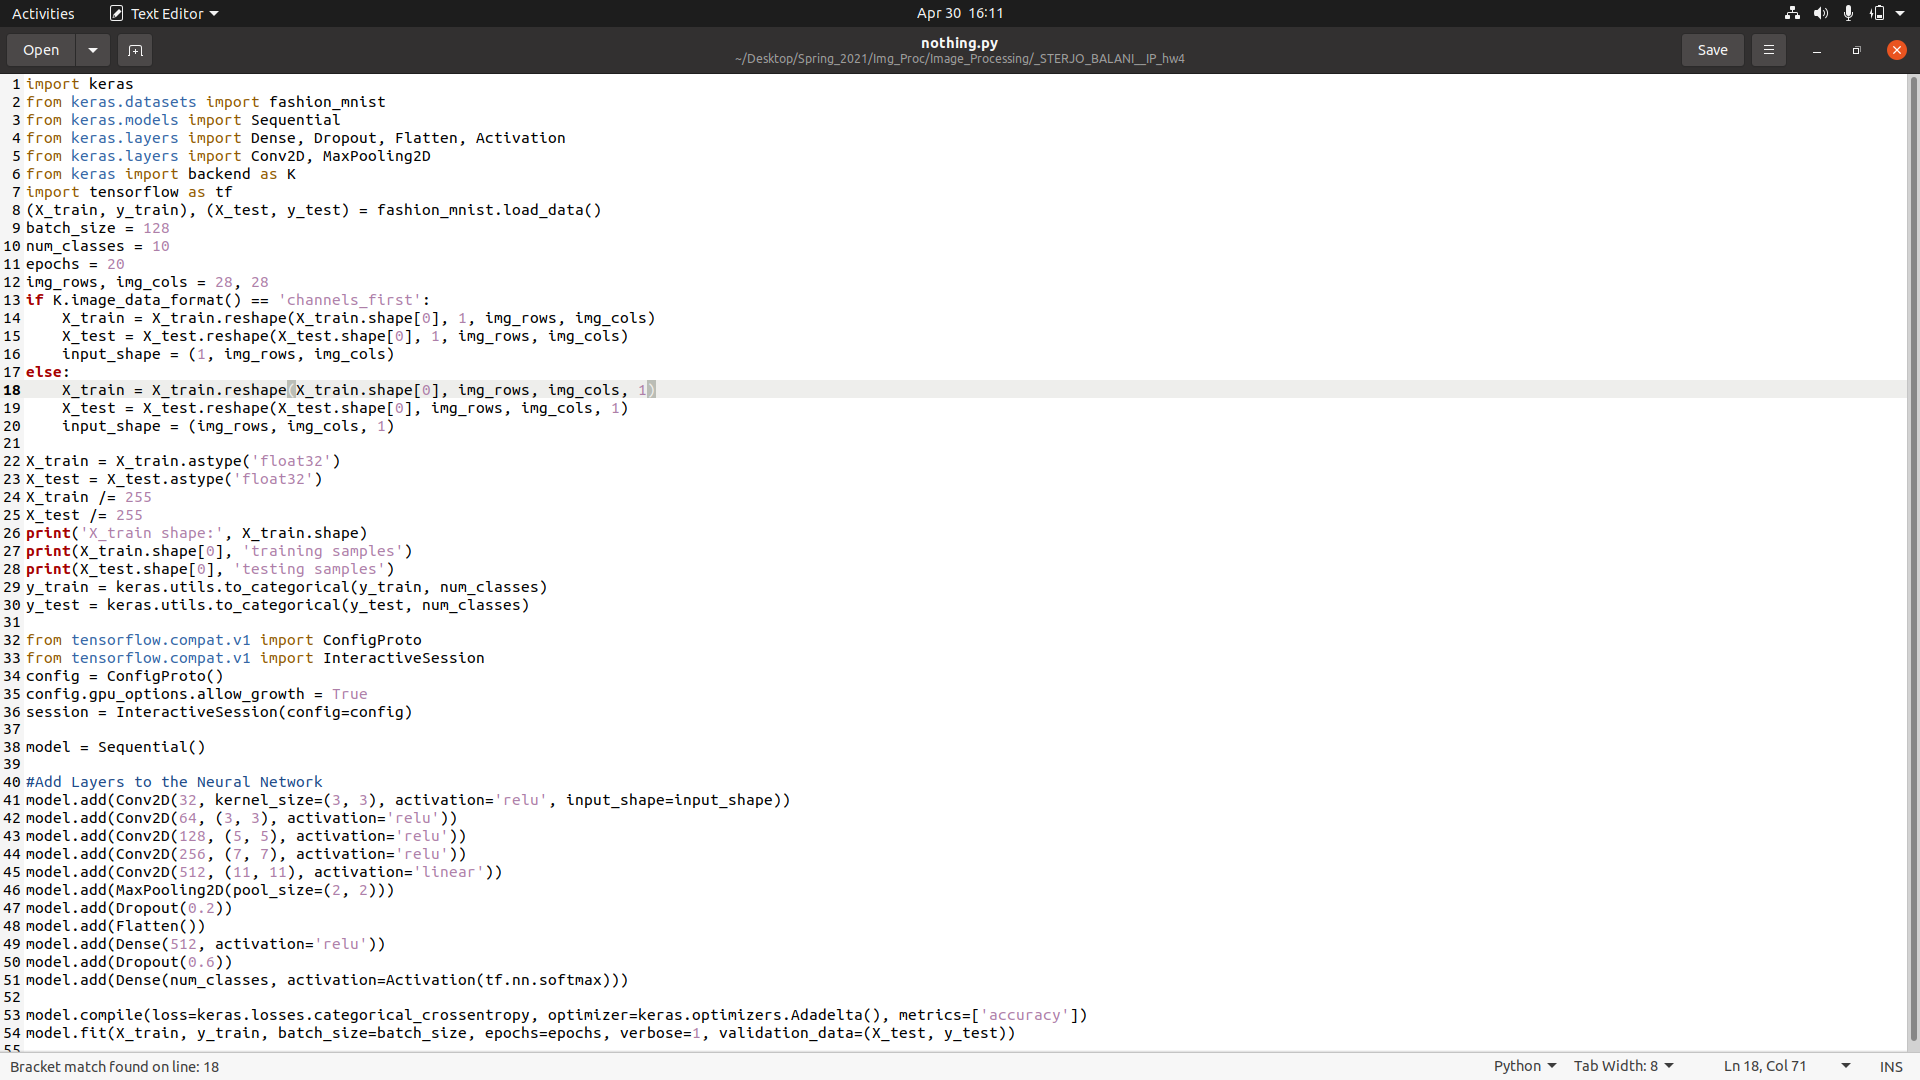 Activities Text Editor Apr 30 16:11
Open nothing.py Save
~/Desktop/Spring_2021/Img_Proc/Image_Processing/_STERJO_BALANI__IP_hw4
1 import keras
2 from keras.datasets import fashion_mnist
3 from keras.models import Sequential
4 from keras.layers import Dense, Dropout, Flatten, Activation
5 from keras.layers import Conv2D, MaxPooling2D
6 from keras import backend as K
7 import tensorflow as tf
8 (X_train, y_train), (X_test, y_test) = fashion_mnist.load_data()
9 batch_size = 128
10 num_classes = 10
11 epochs = 20
12 img_rows, img_cols = 28, 28
13 if K.image_data_format() == 'channels_first':
14     X_train = X_train.reshape(X_train.shape[0], 1, img_rows, img_cols)
15     X_test = X_test.reshape(X_test.shape[0], 1, img_rows, img_cols)
16     input_shape = (1, img_rows, img_cols)
17 else:
18     X_train = X_train.reshape(X_train.shape[0], img_rows, img_cols, 1)
19     X_test = X_test.reshape(X_test.shape[0], img_rows, img_cols, 1)
20     input_shape = (img_rows, img_cols, 1)
21
22 X_train = X_train.astype('float32')
23 X_test = X_test.astype('float32')
24 X_train /= 255
25 X_test /= 255
26 print('X_train shape:', X_train.shape)
27 print(X_train.shape[0], 'training samples')
28 print(X_test.shape[0], 'testing samples')
29 y_train = keras.utils.to_categorical(y_train, num_classes)
30 y_test = keras.utils.to_categorical(y_test, num_classes)
31
32 from tensorflow.compat.v1 import ConfigProto
33 from tensorflow.compat.v1 import InteractiveSession
34 config = ConfigProto()
35 config.gpu_options.allow_growth = True
36 session = InteractiveSession(config=config)
37
38 model = Sequential()
39
40 #Add Layers to the Neural Network
41 model.add(Conv2D(32, kernel_size=(3, 3), activation='relu', input_shape=input_shape))
42 model.add(Conv2D(64, (3, 3), activation='relu'))
43 model.add(Conv2D(128, (5, 5), activation='relu'))
44 model.add(Conv2D(256, (7, 7), activation='relu'))
45 model.add(Conv2D(512, (11, 11), activation='linear'))
46 model.add(MaxPooling2D(pool_size=(2, 2)))
47 model.add(Dropout(0.2))
48 model.add(Flatten())
49 model.add(Dense(512, activation='relu'))
50 model.add(Dropout(0.6))
51 model.add(Dense(num_classes, activation=Activation(tf.nn.softmax)))
52
53 model.compile(loss=keras.losses.categorical_crossentropy, optimizer=keras.optimizers.Adadelta(), metrics=['accuracy'])
54 model.fit(X_train, y_train, batch_size=batch_size, epochs=epochs, verbose=1, validation_data=(X_test, y_test))
55
Bracket match found on line: 18 Python Tab Width: 8 Ln 18, Col 71 INS